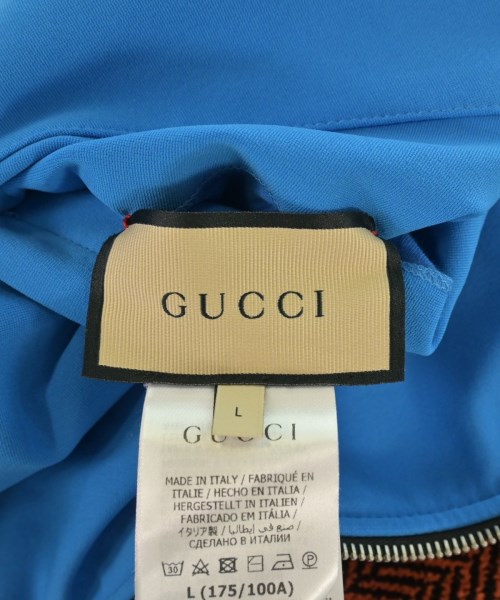 GUCCI
L
GUCCI
MADE IN ITALY / FABRIQUÉ EN
ITALIE / HECHO EN ITALIA /
HERGESTELLT IN ITALIEN /
FABRICADO EM ITÁLIA /
イタリア製 / صنع في إيطاليا /
СДЕЛАНО В ИТАЛИИ
30 P
L (175/100A)